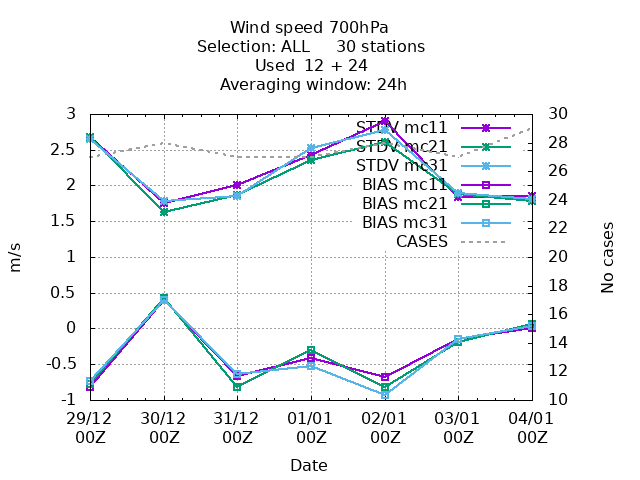 Wind speed 700hPa
Selection: ALL 30 stations
Used 12 + 24
Averaging window: 24h
3
2.5
2
1.5
1
0.5
0
-0.5
-1
m/s
30
28
26
24
22
20
18
16
14
12
10
No cases
STDV mc11
STDV mc21
STDV mc31
BIAS mc11
BIAS mc21
BIAS mc31
CASES
29/12 30/12 31/12 01/01 02/01 03/01 04/01
00Z 00Z 00Z 00Z 00Z 00Z 00Z
Date